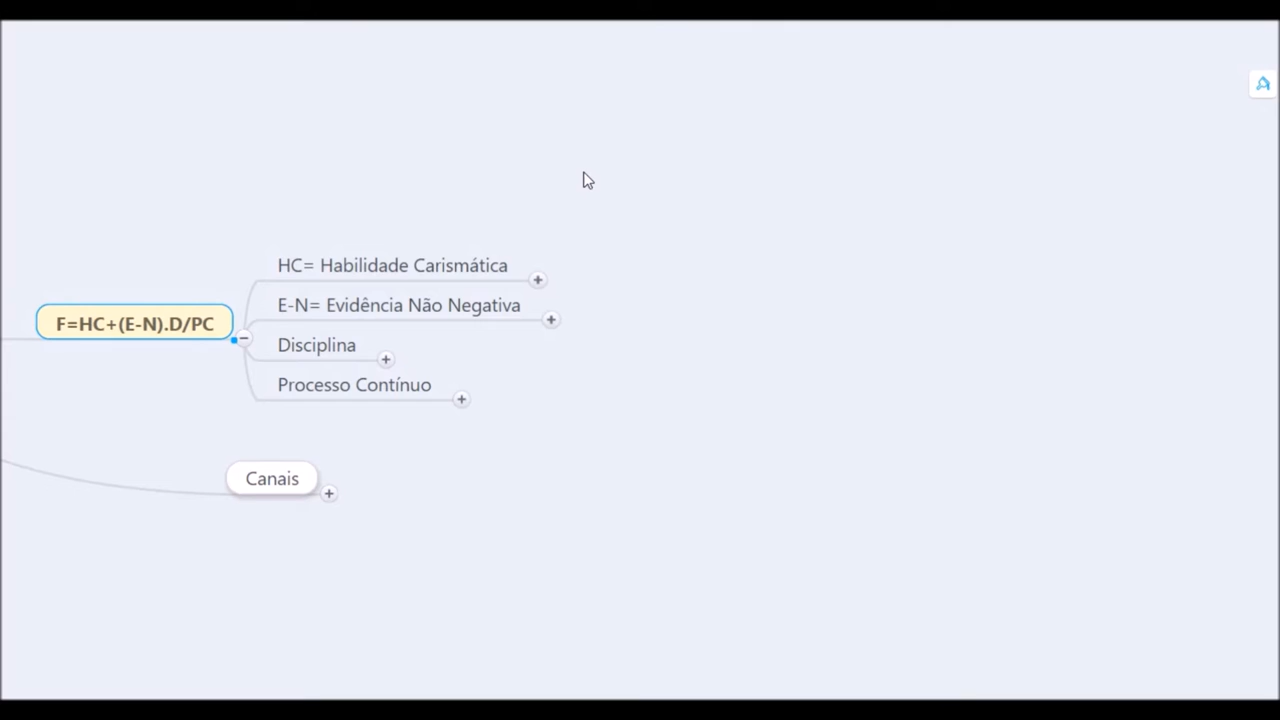 HC= Habilidade Carismática
E-N= Evidência Não Negativa
F=HC+(E-N).D/PC
Disciplina
Processo Contínuo
Canais